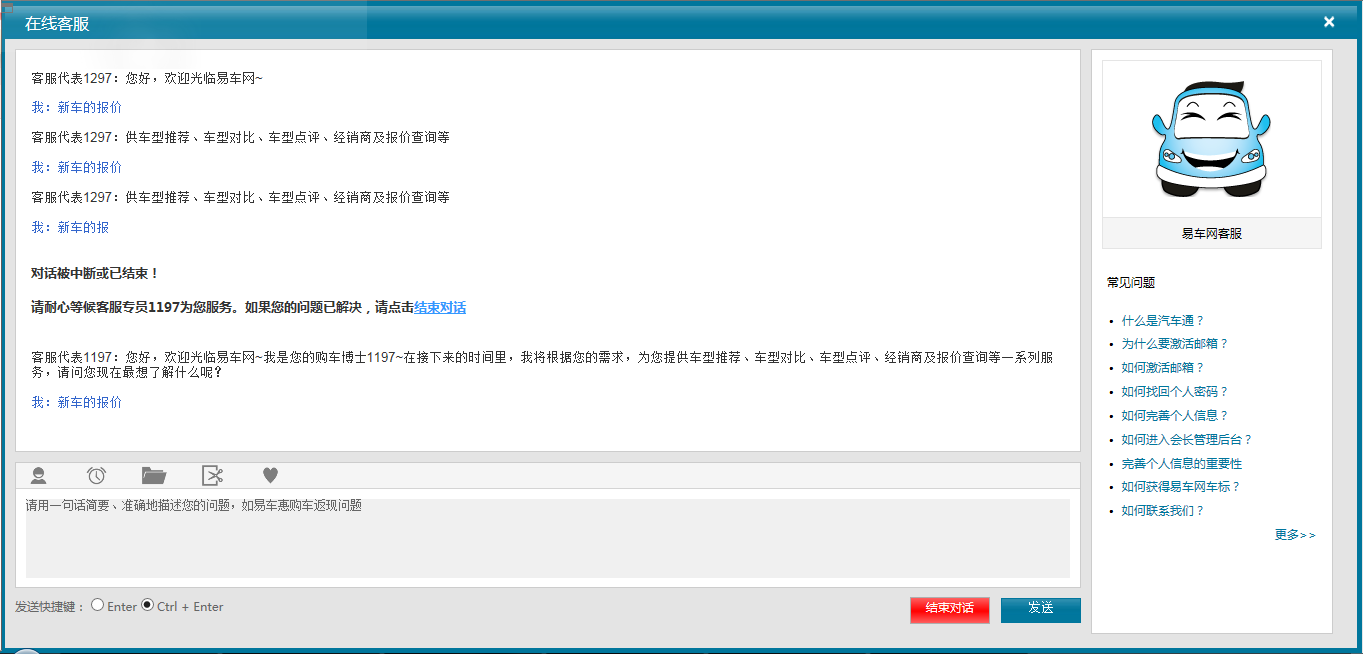 在线客服
客服代表1297：您好，欢迎光临易车网~
我：新车的报价
客服代表1297：供车型推荐、车型对比、车型点评、经销商及报价查询等
我：新车的报价
客服代表1297：供车型推荐、车型对比、车型点评、经销商及报价查询等
我：新车的报
对话被中断或已结束！
请耐心等候客服专员1197为您服务。如果您的问题已解决，请点击结束对话
客服代表1197：您好，欢迎光临易车网~我是您的购车博士1197~在接下来的时间里，我将根据您的需求，为您提供车型推荐、车型对比、车型点评、经销商及报价查询等一系列服
务，请问您现在最想了解什么呢？
我：新车的报价
请用一句话简要、准确地描述您的问题，如易车惠购车返现问题
发送快捷键： Enter Ctrl + Enter
结束对话 发送
易车网客服
常见问题
• 什么是汽车通？
• 为什么要激活邮箱？
• 如何激活邮箱？
• 如何找回个人密码？
• 如何完善个人信息？
• 如何进入会长管理后台？
• 完善个人信息的重要性
• 如何获得易车网车标？
• 如何联系我们？
更多>>